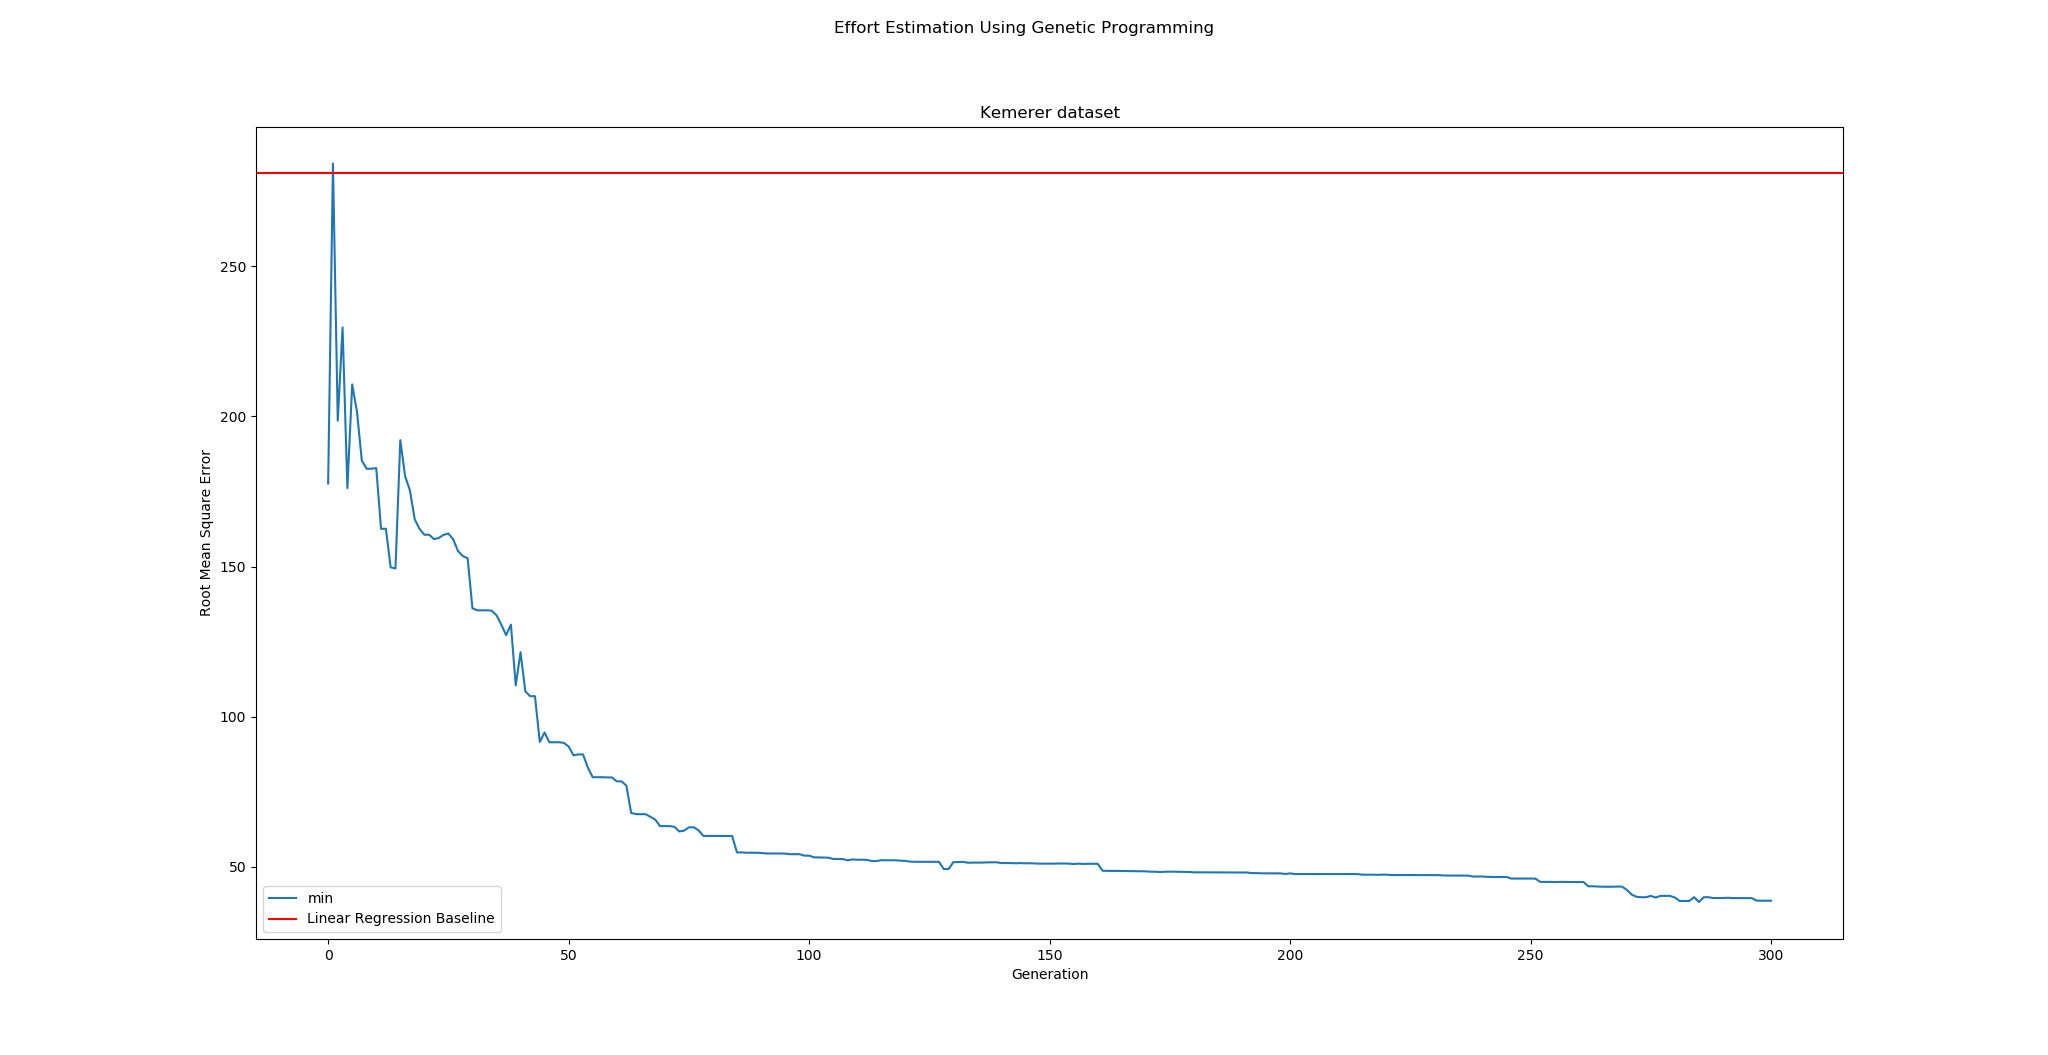 Effort Estimation Using Genetic Programming
Kemerer dataset
250
200
150
100
50
Root Mean Square Error
min
Linear Regression Baseline
0 50 100 150 200 250 300
Generation